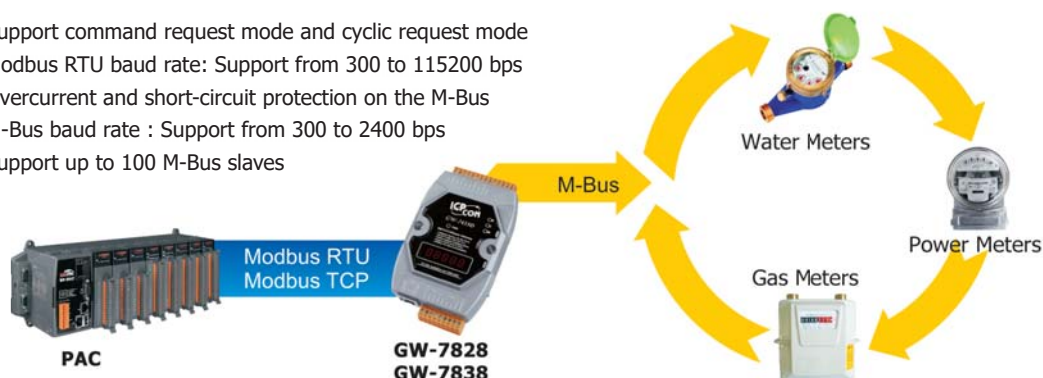 upport command request mode and cyclic request mode
odbus RTU baud rate: Support from 300 to 115200 bps
vercurrent and short-circuit protection on the M-Bus
-Bus baud rate : Support from 300 to 2400 bps
upport up to 100 M-Bus slaves
Water Meters
M-Bus
Power Meters
Modbus RTU
Modbus TCP
Gas Meters
ICP CON
PAC
GW-7828
GW-7838